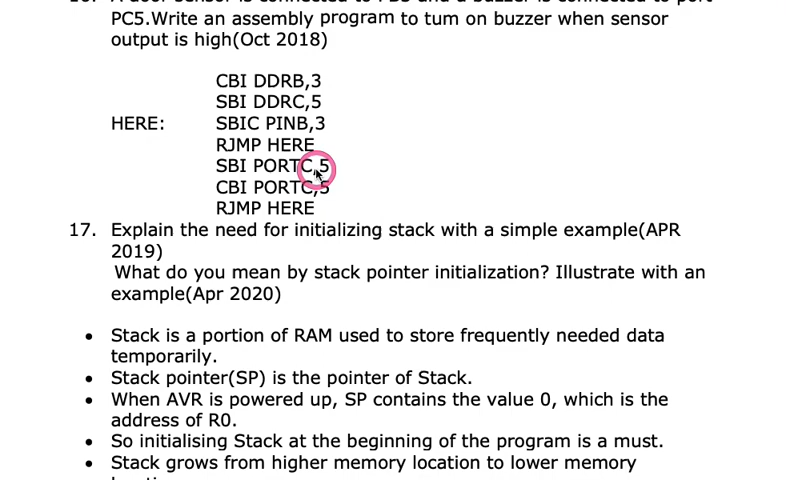 PC5.Write an assembly program to tum on buzzer when sensor
output is high(Oct 2018)
CBI DDRB,3
SBI DDRC,5
HERE: SBIC PINB,3
RJMP HERE
SBI PORTC,5
CBI PORTC,5
RJMP HERE
17. Explain the need for initializing stack with a simple example(APR
2019)
What do you mean by stack pointer initialization? Illustrate with an
example(Apr 2020)
• Stack is a portion of RAM used to store frequently needed data
temporarily.
• Stack pointer(SP) is the pointer of Stack.
• When AVR is powered up, SP contains the value 0, which is the
address of R0.
• So initialising Stack at the beginning of the program is a must.
• Stack grows from higher memory location to lower memory